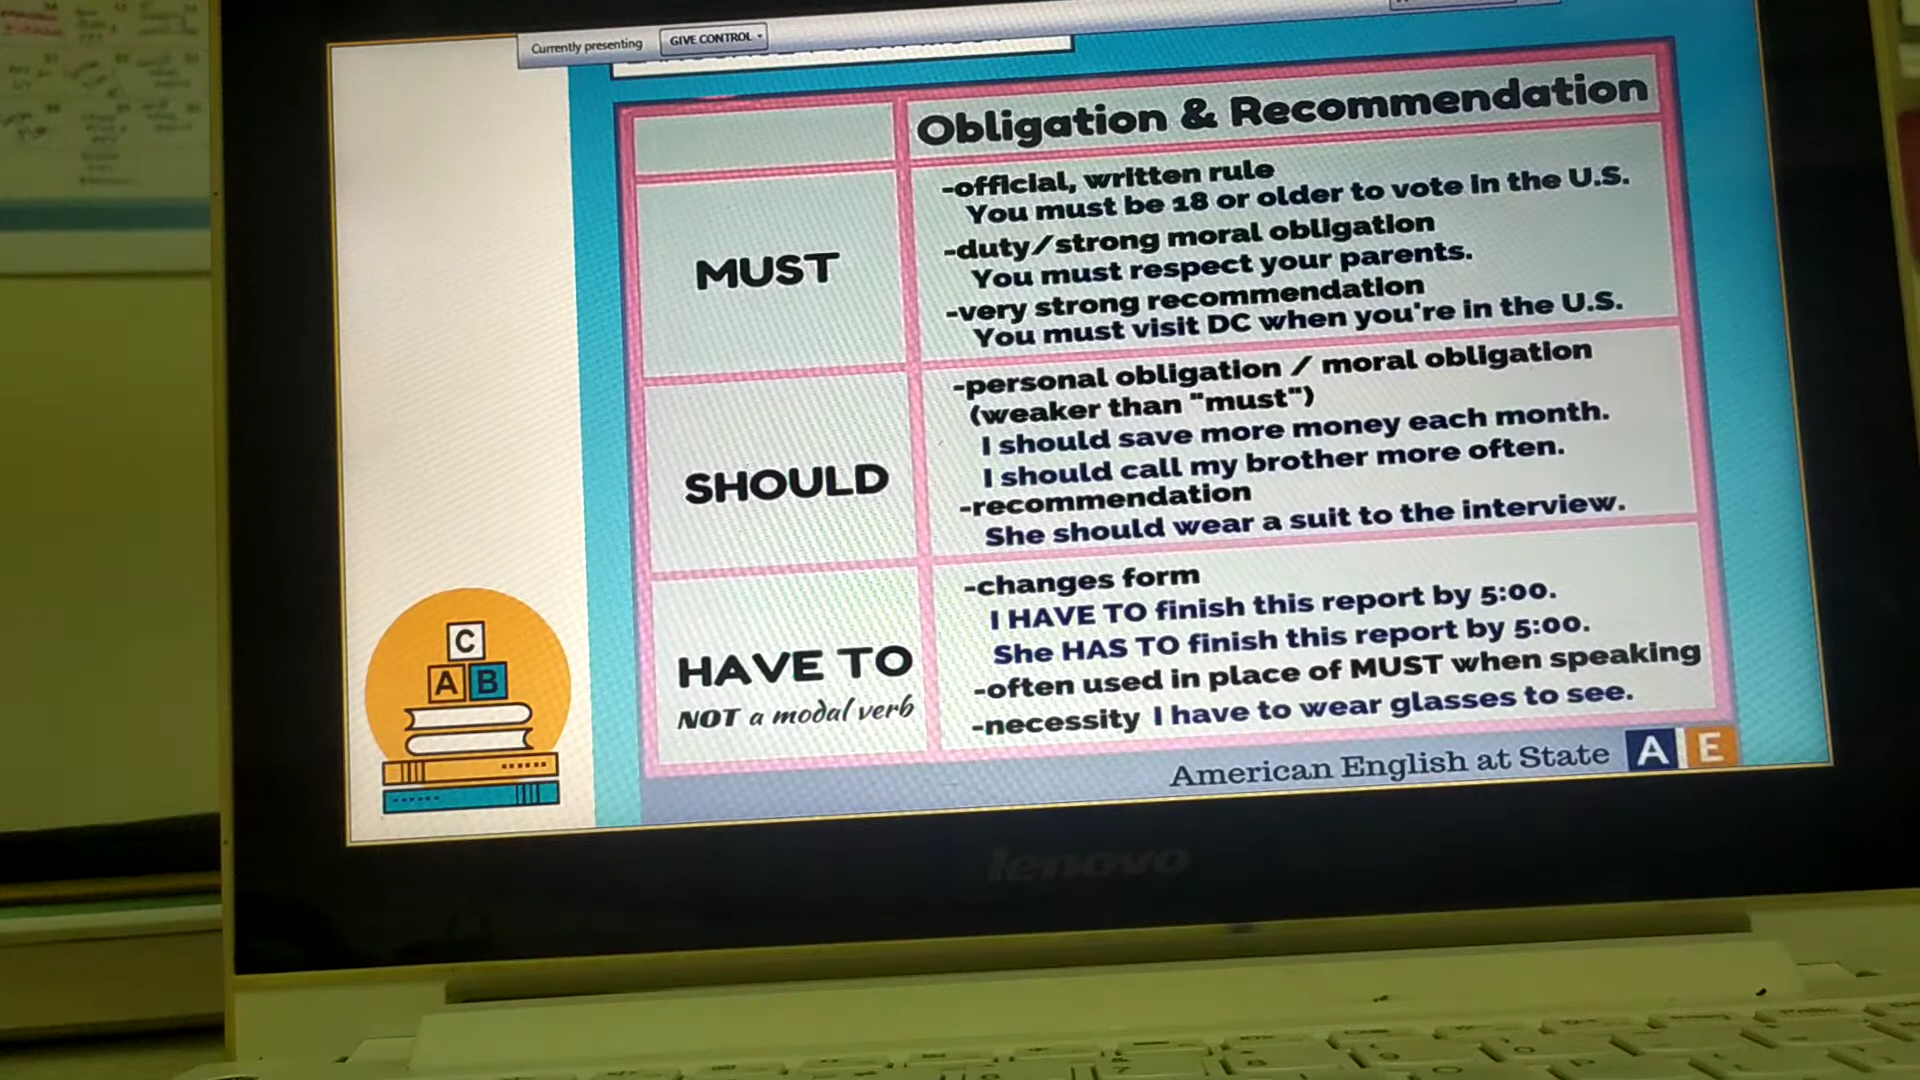 Currently presenting
GIVE CONTROL
Obligation & Recommendation
MUST
-official, written rule
You must be 18 or older to vote in the U.S.
-duty/strong moral obligation
You must respect your parents.
-very strong recommendation
You must visit DC when you're in the U.S.
SHOULD
-personal obligation / moral obligation
(weaker than "must")
I should save more money each month.
I should call my brother more often.
-recommendation
She should wear a suit to the interview.
HAVE TO
NOT a modal verb
-changes form
I HAVE TO finish this report by 5:00.
She HAS TO finish this report by 5:00.
-often used in place of MUST when speaking
-necessity I have to wear glasses to see.
C
A B
American English at State A E
lenovo